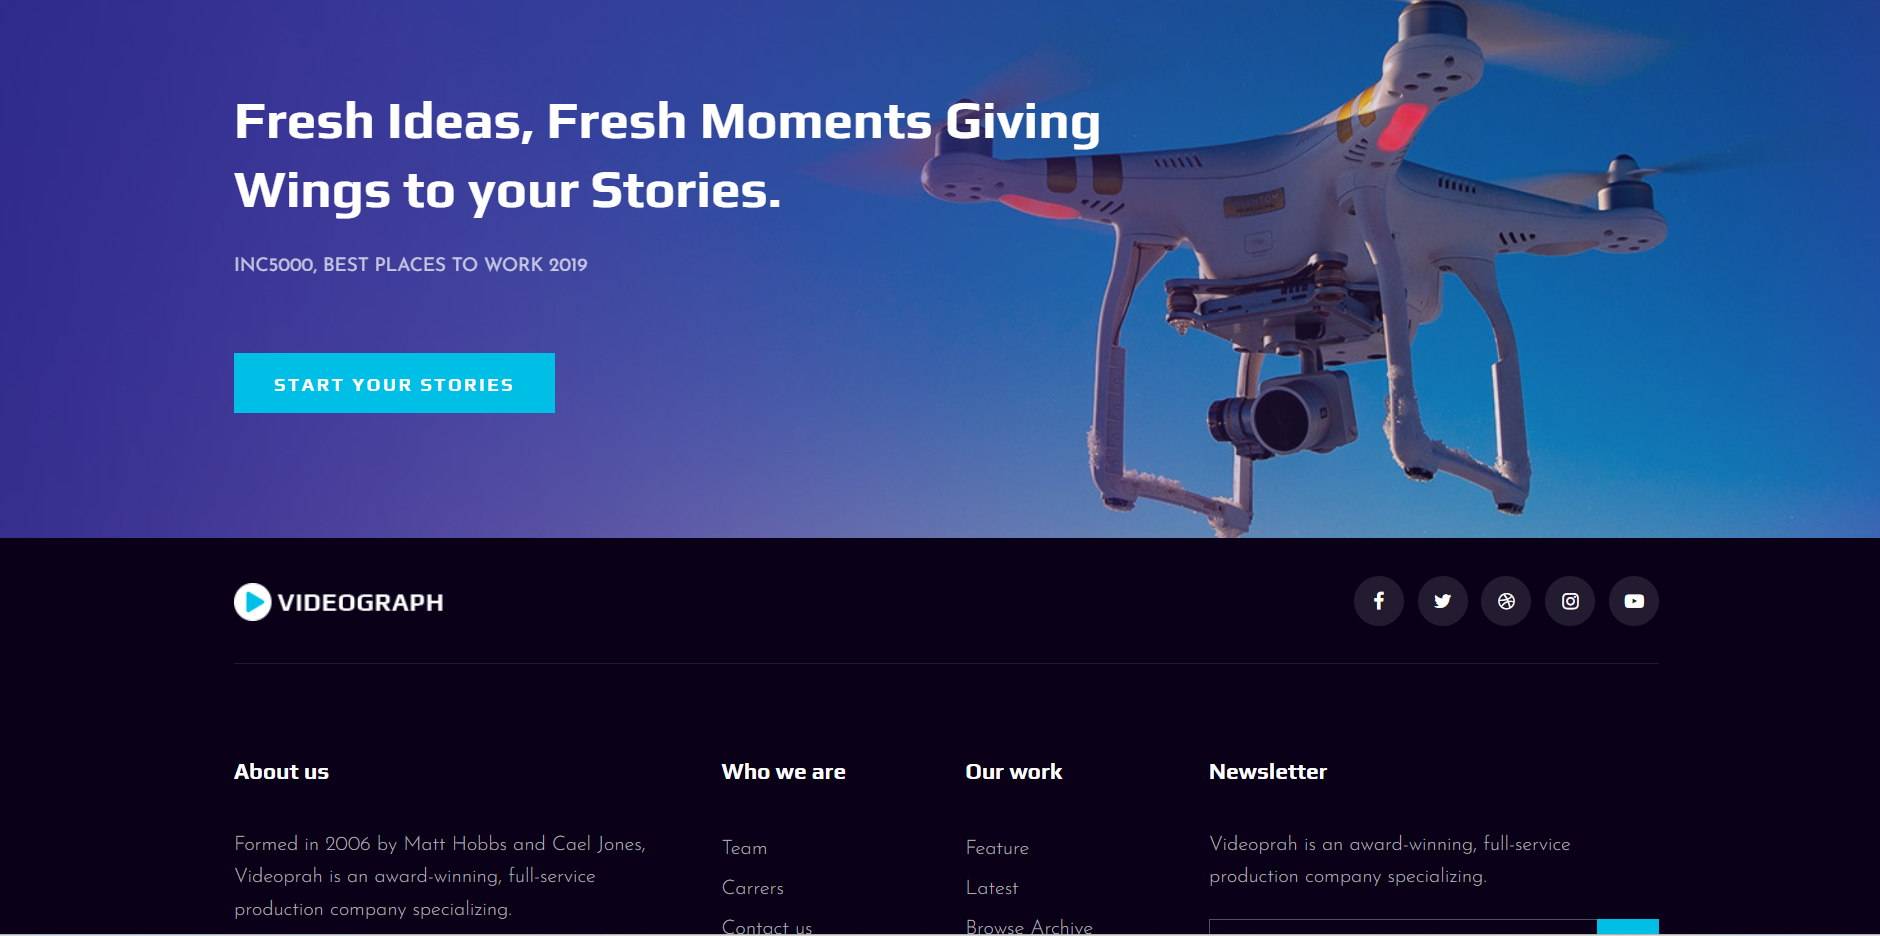 Fresh Ideas, Fresh Moments Giving
Wings to your Stories.
INC5000, BEST PLACES TO WORK 2019
START YOUR STORIES
VIDEOGRAPH
About us
Formed in 2006 by Matt Hobbs and Cael Jones,
Videoprah is an award-winning, full-service
production company specializing.
Who we are
Team
Carrers
Contact us
Our work
Feature
Latest
Browse Archive
Newsletter
Videoprah is an award-winning, full-service
production company specializing.